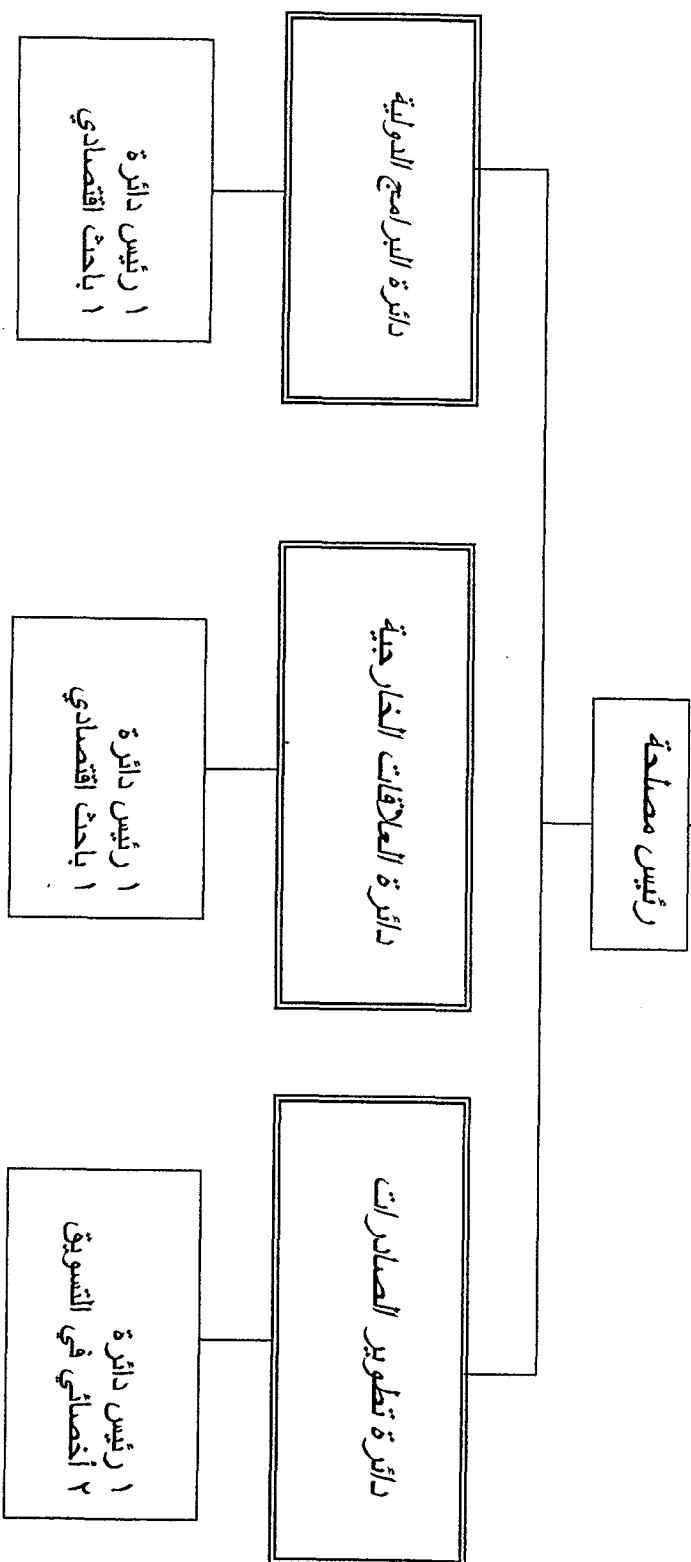 رئيس مصلحة
دائرة تطوير الصادرات
دائرة العلاقات الخارجية
دائرة البرامج الدولية
١ رئيس دائرة
٢ أخصائي في التسويق
١ رئيس دائرة
١ باحث اقتصادي
١ رئيس دائرة
١ باحث اقتصادي